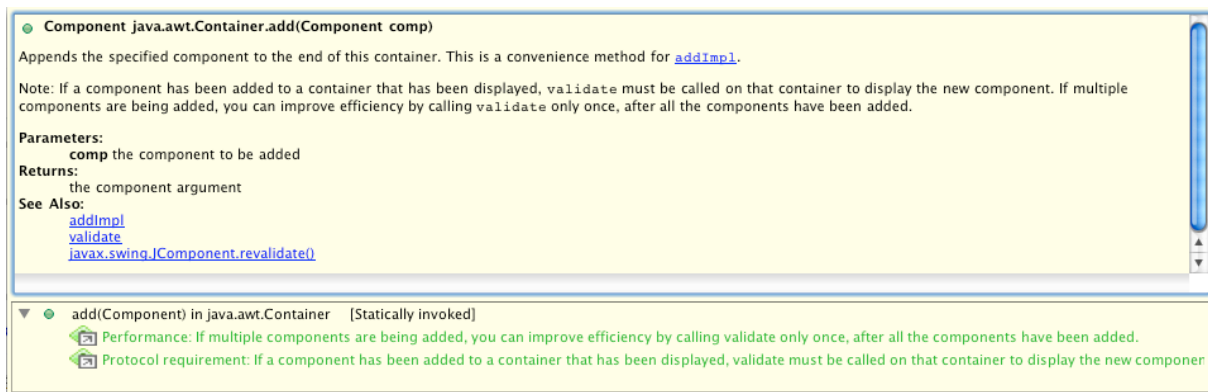 Component java.awt.Container.add(Component comp)
Appends the specified component to the end of this container. This is a convenience method for addImpl.
Note: If a component has been added to a container that has been displayed, validate must be called on that container to display the new component. If multiple
components are being added, you can improve efficiency by calling validate only once, after all the components have been added.
Parameters:
comp the component to be added
Returns:
the component argument
See Also:
addImpl
validate
javax.swing.JComponent.revalidate()
add(Component) in java.awt.Container [Statically invoked]
Performance: If multiple components are being added, you can improve efficiency by calling validate only once, after all the components have been added.
Protocol requirement: If a component has been added to a container that has been displayed, validate must be called on that container to display the new componen